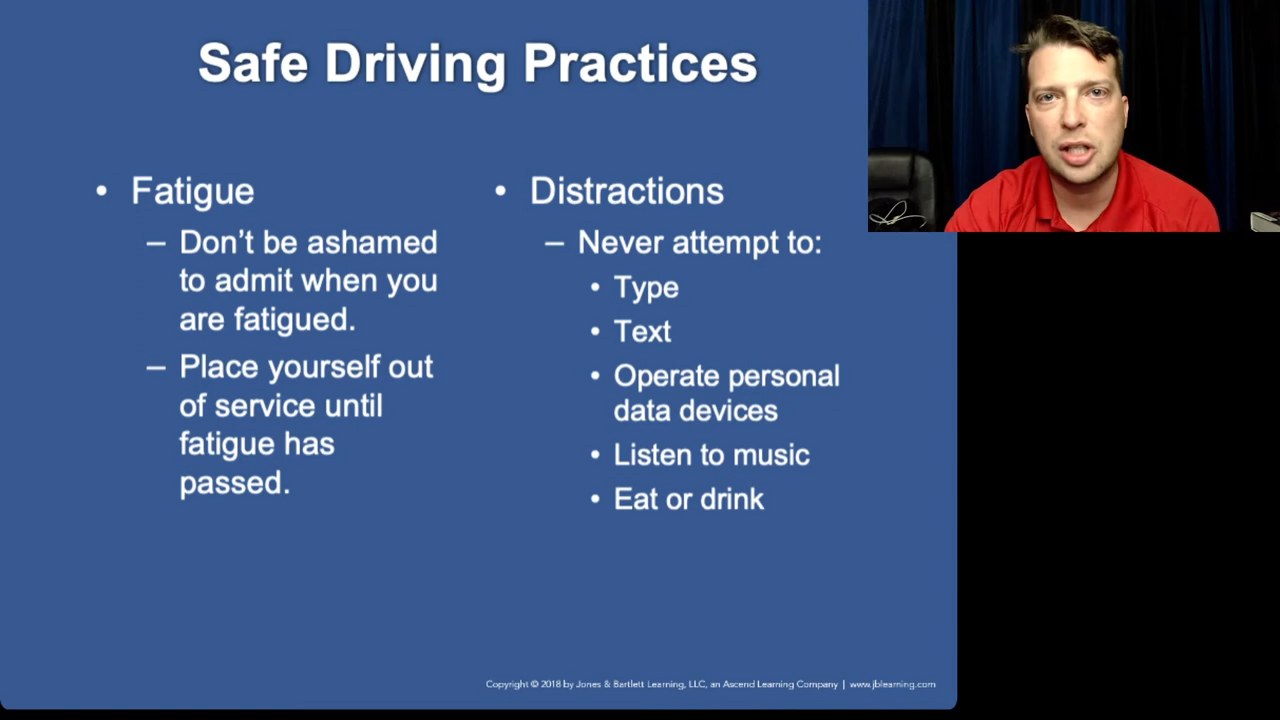 Safe Driving Practices
• Fatigue
– Don’t be ashamed
to admit when you
are fatigued.
– Place yourself out
of service until
fatigue has
passed.
• Distractions
– Never attempt to:
• Type
• Text
• Operate personal
data devices
• Listen to music
• Eat or drink
Copyright © 2018 by Jones & Bartlett Learning, LLC, an Ascend Learning Company | www.jblearning.com